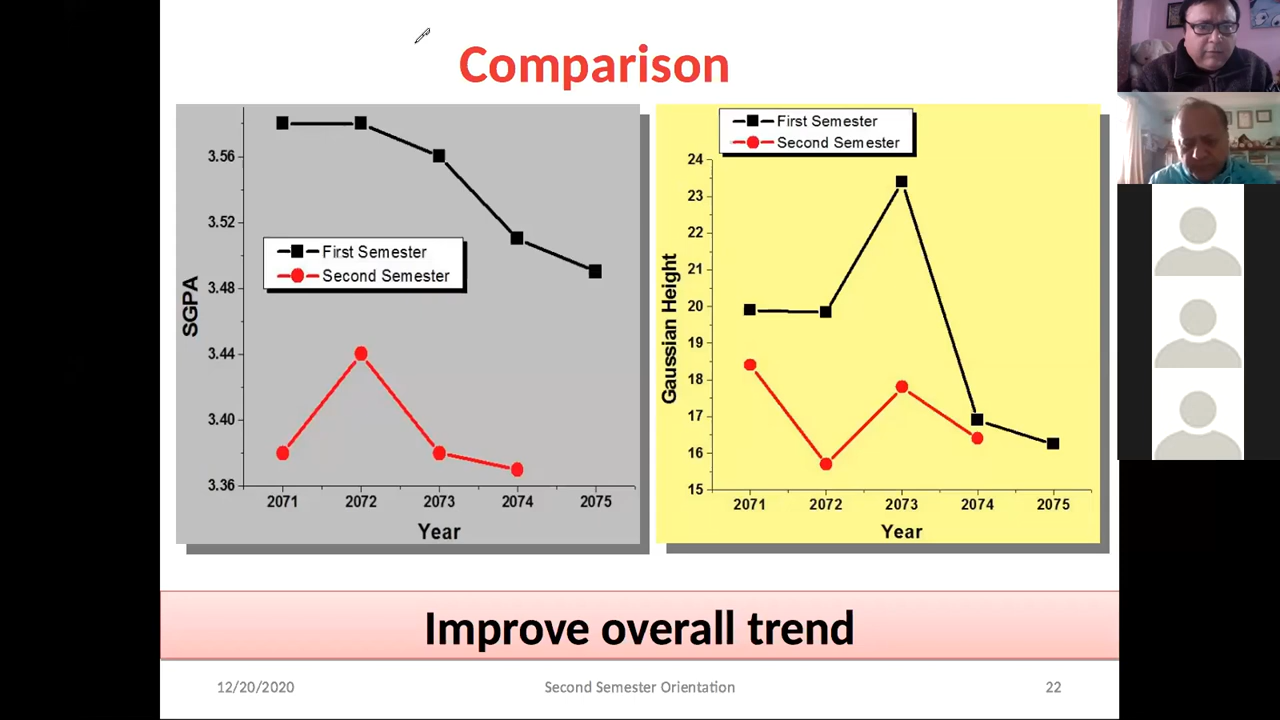 Comparison
3.56
3.52
3.48
3.44
3.40
3.36
SGPA
First Semester
Second Semester
2071 2072 2073 2074 2075
Year
First Semester
Second Semester
24
23
22
21
20
19
18
17
16
15
Gaussian Height
2071 2072 2073 2074 2075
Year
Improve overall trend
12/20/2020 Second Semester Orientation 22